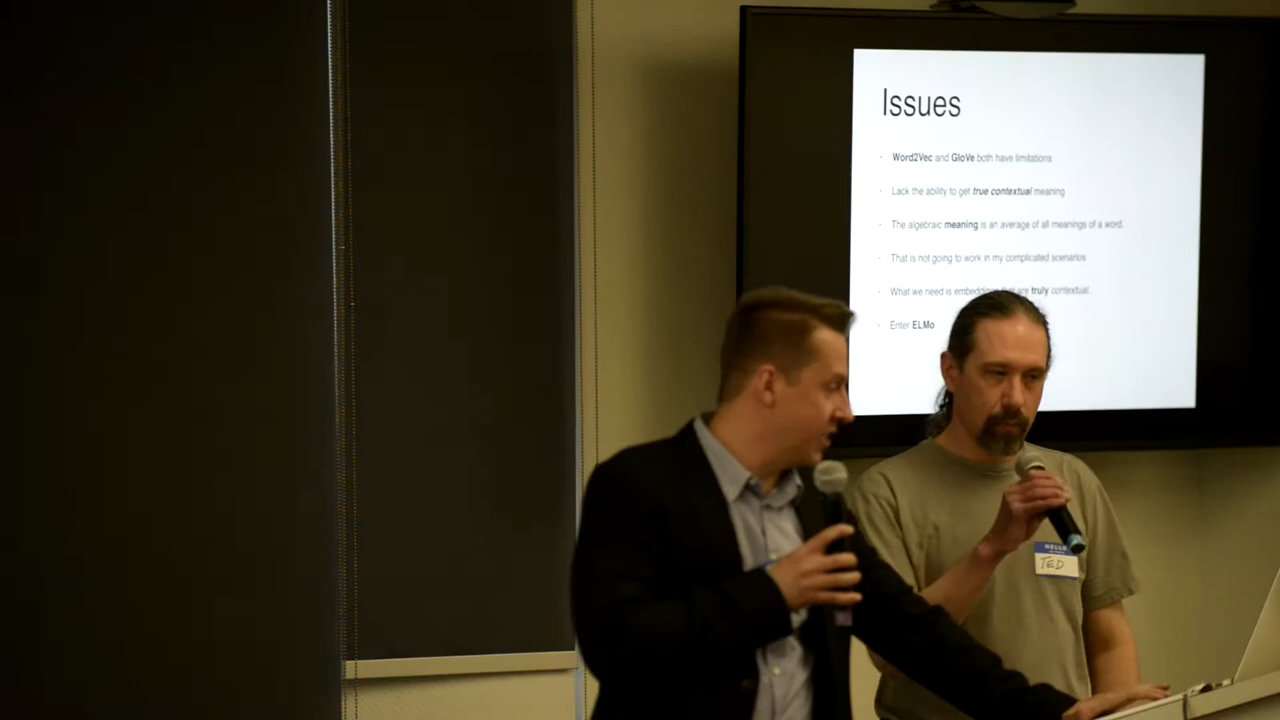 Issues
· Word2Vec and GloVe both have limitations
· Lack the ability to get true contextual meaning
· The algebraic meaning is an average of all meanings of a word.
· That is not going to work in my complicated scenarios
· What we need is embeddings that are truly contextual.
· Enter ELMo
HELLO
TED